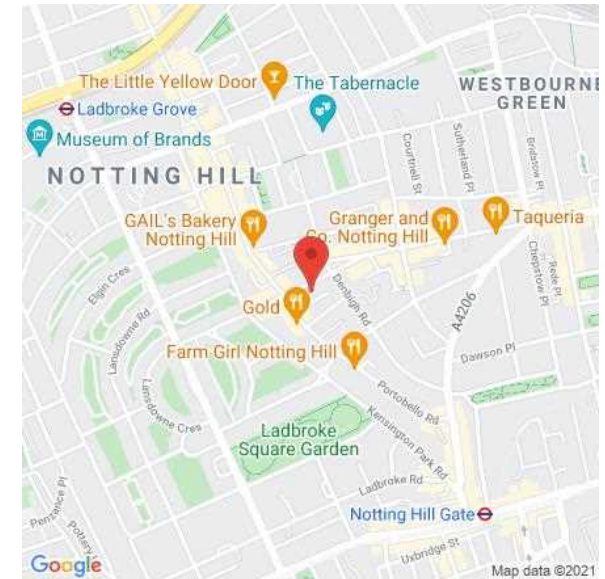 The Little Yellow Door
The Tabernacle
WESTBOURNE
GREEN
Ladbroke Grove
Museum of Brands
NOTTING HILL
Courtnell St
Sutherland Pl
Bridstow Pl
GAIL's Bakery
Notting Hill
Granger and
Co. Notting Hill
Taqueria
Elgin Cres
Lansdowne Rd
Gold
Denbigh Rd
Chepstow Pl
Rede Pl
A4206
Farm Girl Notting Hill
Dawson Pl
Lansdowne Cres
Portobello Rd
Kensington Park Rd
Ladbroke
Square Garden
Ladbroke Rd
Penzance Pl
Pottery
Notting Hill Gate
Uxbridge St
Google
Map data ©2021